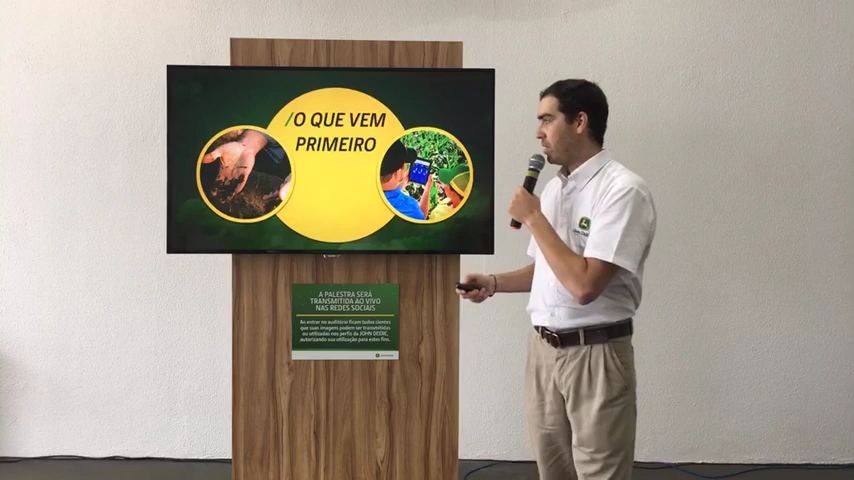 /O QUE VEM
PRIMEIRO
A PALESTRA SERÁ
TRANSMITIDA AO VIVO
NAS REDES SOCIAIS
Ao entrar no auditório ficam todos cientes
que suas imagens podem ser transmitidas
ou utilizadas nos perfis da JOHN DEERE,
autorizando sua utilização para estes fins.